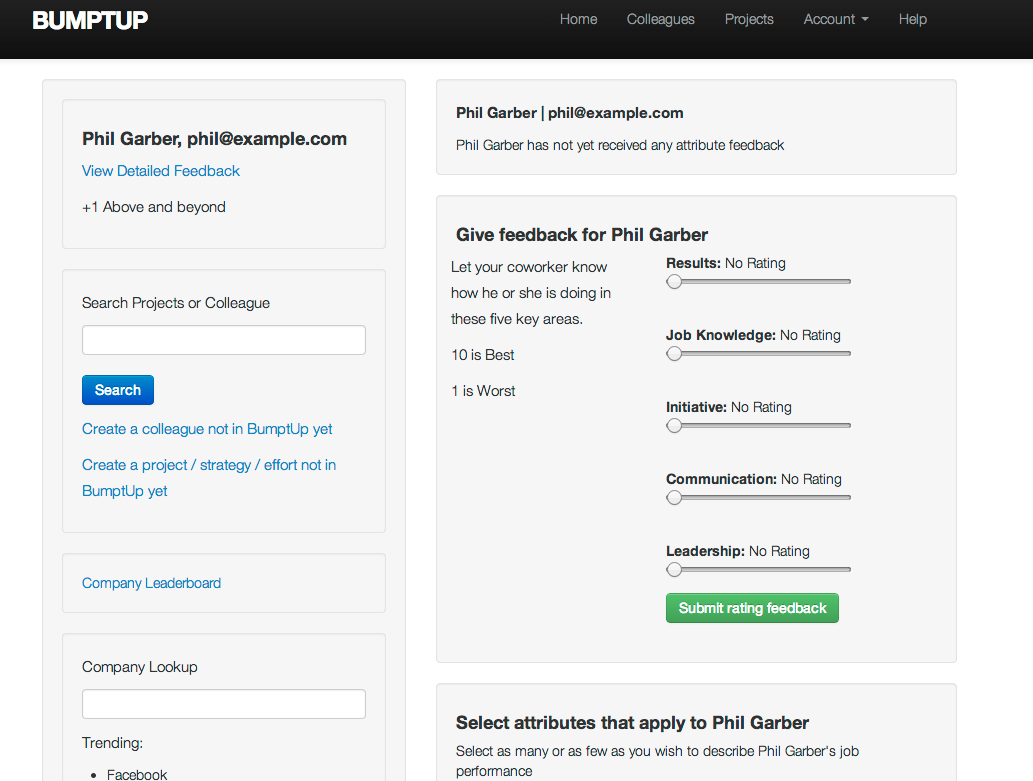 BUMPTUP
Home
Colleagues
Projects
Account
Help
Phil Garber, phil@example.com
View Detailed Feedback
+1 Above and beyond
Search Projects or Colleague
Search
Create a colleague not in BumptUp yet
Create a project / strategy / effort not in
BumptUp yet
Company Leaderboard
Company Lookup
Trending:
• Facebook
Phil Garber | phil@example.com
Phil Garber has not yet received any attribute feedback
Give feedback for Phil Garber
Let your coworker know
how he or she is doing in
these five key areas.
10 is Best
1 is Worst
Results: No Rating
Job Knowledge: No Rating
Initiative: No Rating
Communication: No Rating
Leadership: No Rating
Submit rating feedback
Select attributes that apply to Phil Garber
Select as many or as few as you wish to describe Phil Garber's job
performance